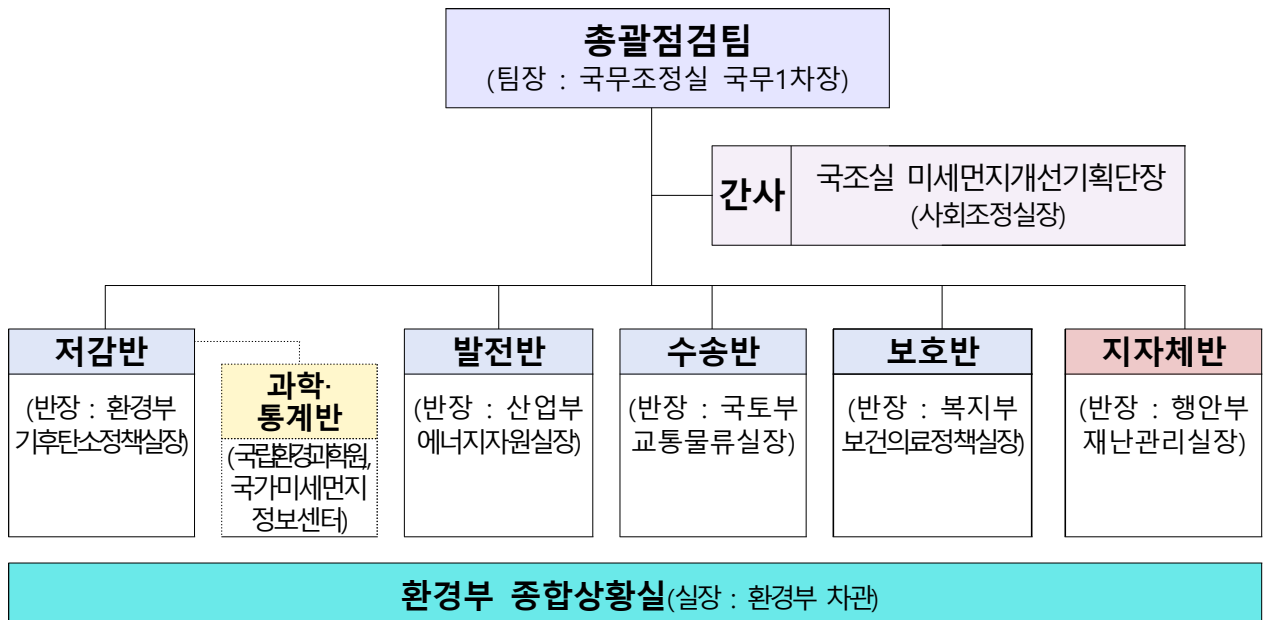 총괄점검팀
(팀장 : 국무조정실 국무1차장)
간사
국조실 미세먼지개선기획단장
(사회조정실장)
저감반
(반장 : 환경부
기후탄소정책실장)
과학·
통계반
(국립환경과학원,
국가미세먼지
정보센터)
발전반
(반장 : 산업부
에너지자원실장)
수송반
(반장 : 국토부
교통물류실장)
보호반
(반장 : 복지부
보건의료정책실장)
지자체반
(반장 : 행안부
재난관리실장)
환경부 종합상황실(실장 : 환경부 차관)